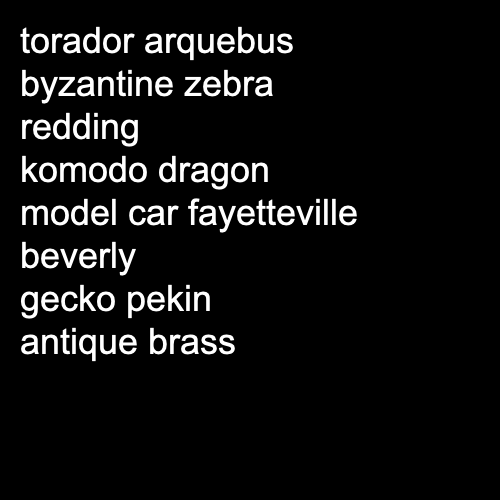 torador arquebus
byzantine zebra
redding
komodo dragon
model car fayetteville
beverly
gecko pekin
antique brass